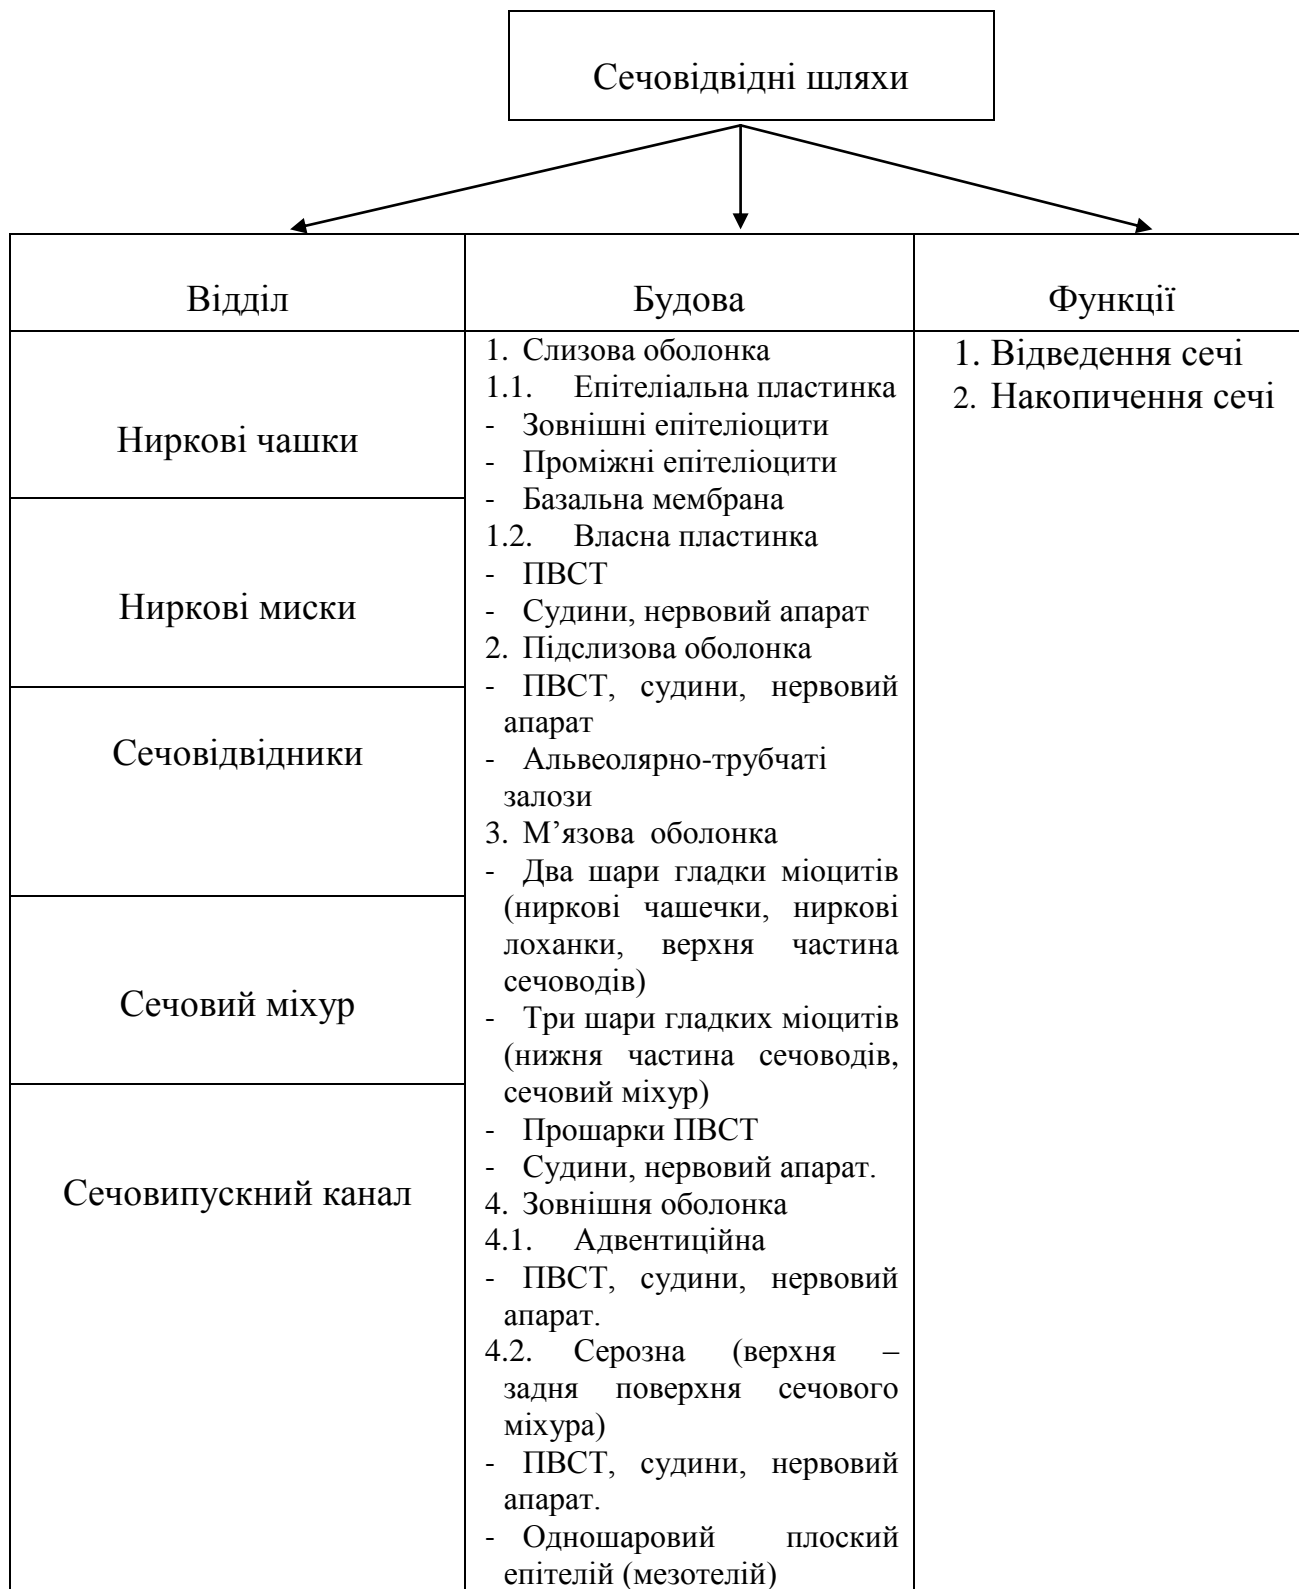 Сечовідвідні шляхи
Відділ
Будова
Функції
Ниркові чашки
Ниркові миски
Сечовідвідники
Сечовий міхур
Сечовипускний канал
1. Слизова оболонка
1.1. Епітеліальна пластинка
- Зовнішні епітеліоцити
- Проміжні епітеліоцити
- Базальна мембрана
1.2. Власна пластинка
- ПВСТ
- Судини, нервовий апарат
2. Підслизова оболонка
- ПВСТ, судини, нервовий
апарат
- Альвеолярно-трубчаті
залози
3. М’язова оболонка
- Два шари гладки міоцитів
(ниркові чашечки, ниркові
лоханки, верхня частина
сечоводів)
- Три шари гладких міоцитів
(нижня частина сечоводів,
сечовий міхур)
- Прошарки ПВСТ
- Судини, нервовий апарат.
4. Зовнішня оболонка
4.1. Адвентиційна
- ПВСТ, судини, нервовий
апарат.
4.2. Серозна (верхня –
задня поверхня сечового
міхура)
- ПВСТ, судини, нервовий
апарат.
- Одношаровий плоский
епітелій (мезотелій)
1. Відведення сечі
2. Накопичення сечі